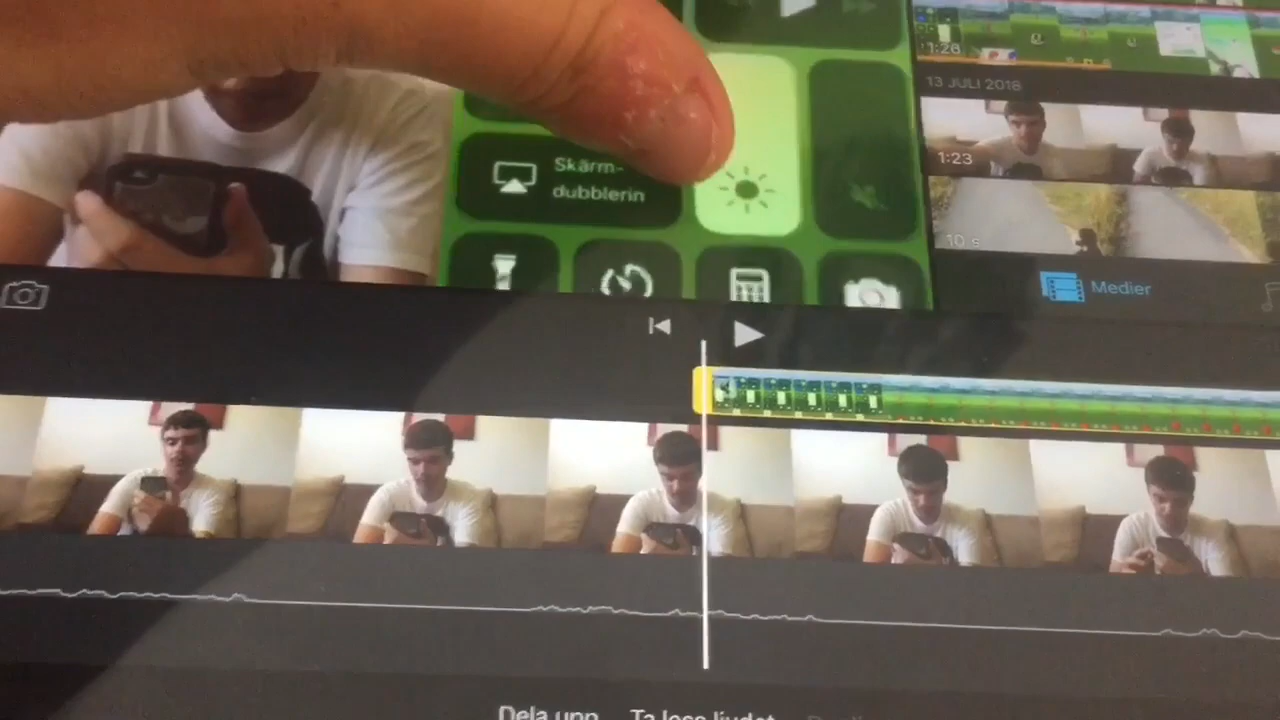 1:28
13 JULI 2018
Skärm-
dubblerin
1:23
10 s
Medier
Dela upp Ta loss ljudet